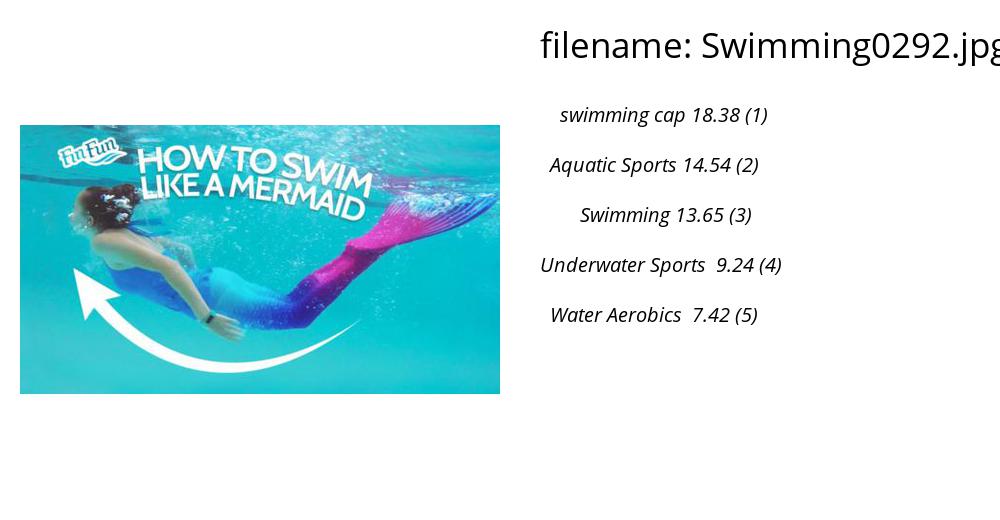 filename: Swimming0292.jpg
swimming cap 18.38 (1)
Aquatic Sports 14.54 (2)
Swimming 13.65 (3)
Underwater Sports 9.24 (4)
Water Aerobics 7.42 (5)
FinFun
HOW TO SWIM
LIKE A MERMAID